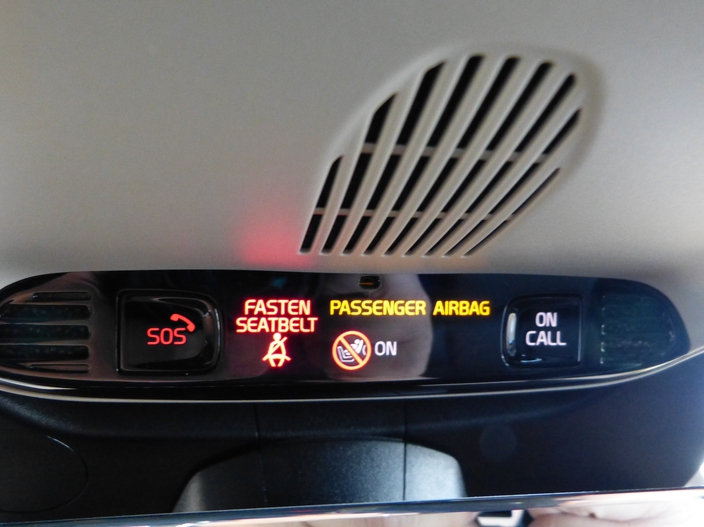 SOS
FASTEN
SEATBELT
PASSENGER AIRBAG
ON
ON
CALL